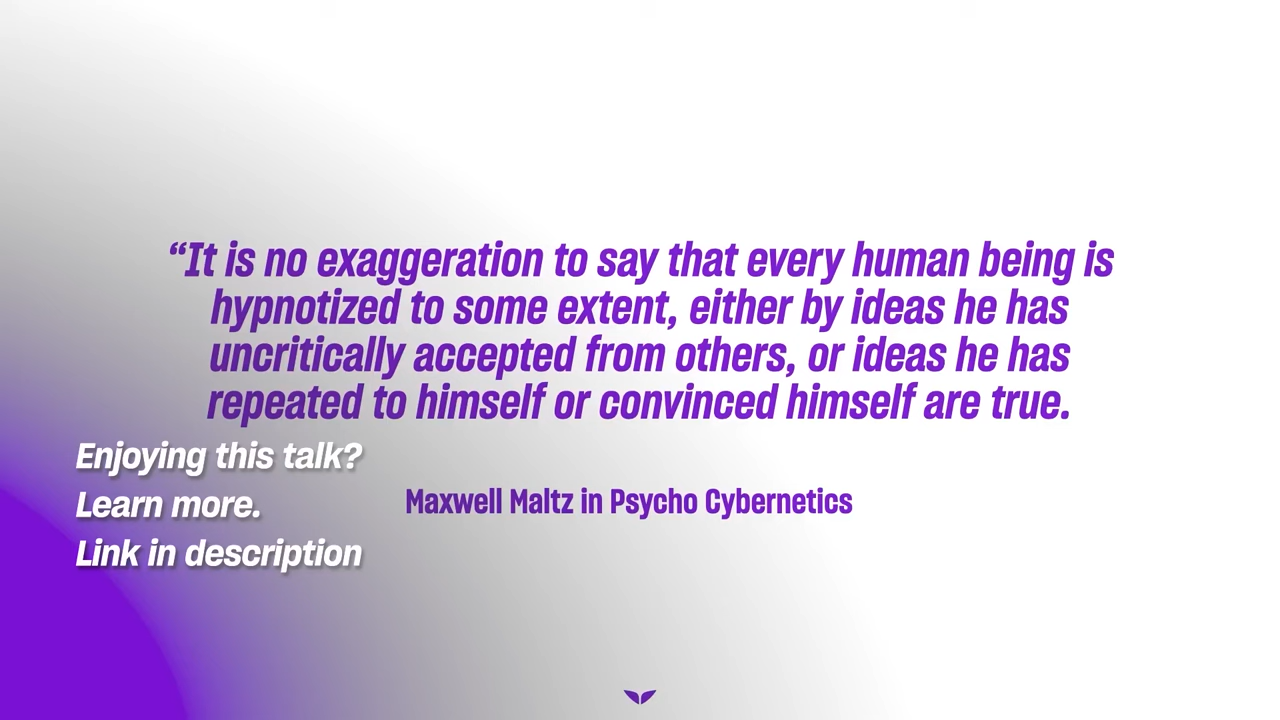 “It is no exaggeration to say that every human being is
hypnotized to some extent, either by ideas he has
uncritically accepted from others, or ideas he has
repeated to himself or convinced himself are true.
Enjoying this talk?
Learn more.
Link in description
Maxwell Maltz in Psycho Cybernetics